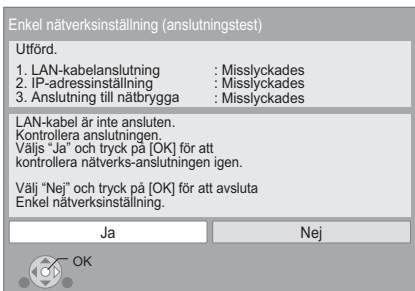 Enkel nätverksinställning (anslutningstest)
Utförd.
1. LAN-kabelanslutning : Misslyckades
2. IP-adressinställning : Misslyckades
3. Anslutning till nätbrygga : Misslyckades
LAN-kabel är inte ansluten.
Kontrollera anslutningen.
Väljs “Ja” och tryck på [OK] för att
kontrollera nätverks-anslutningen igen.
Välj “Nej” och tryck på [OK] för att avsluta
Enkel nätverksinställning.
Ja Nej
OK